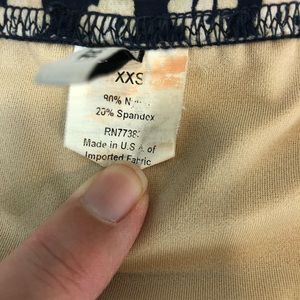 XXS
80%
20% Spandex
Made in U.S.A. of
Imported Fabric